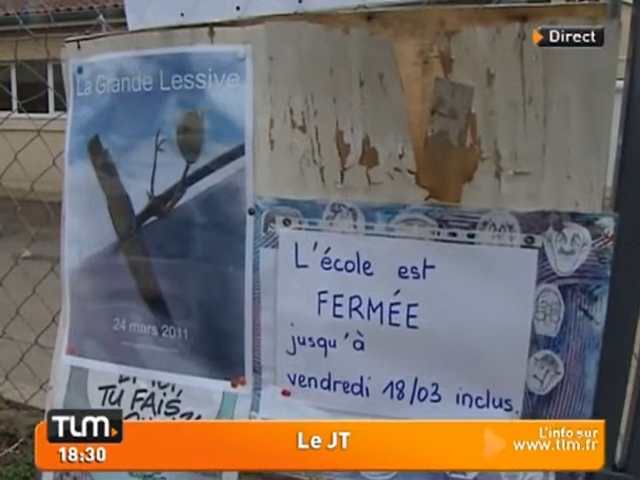 Direct
La Grande Lessive
24 mars 2011
L'école est
FERMÉE
jusqu'à
vendredi 18/03 inclus.
TU FAIS
TLM
18:30
Le JT
L'info sur
www.tlm.fr